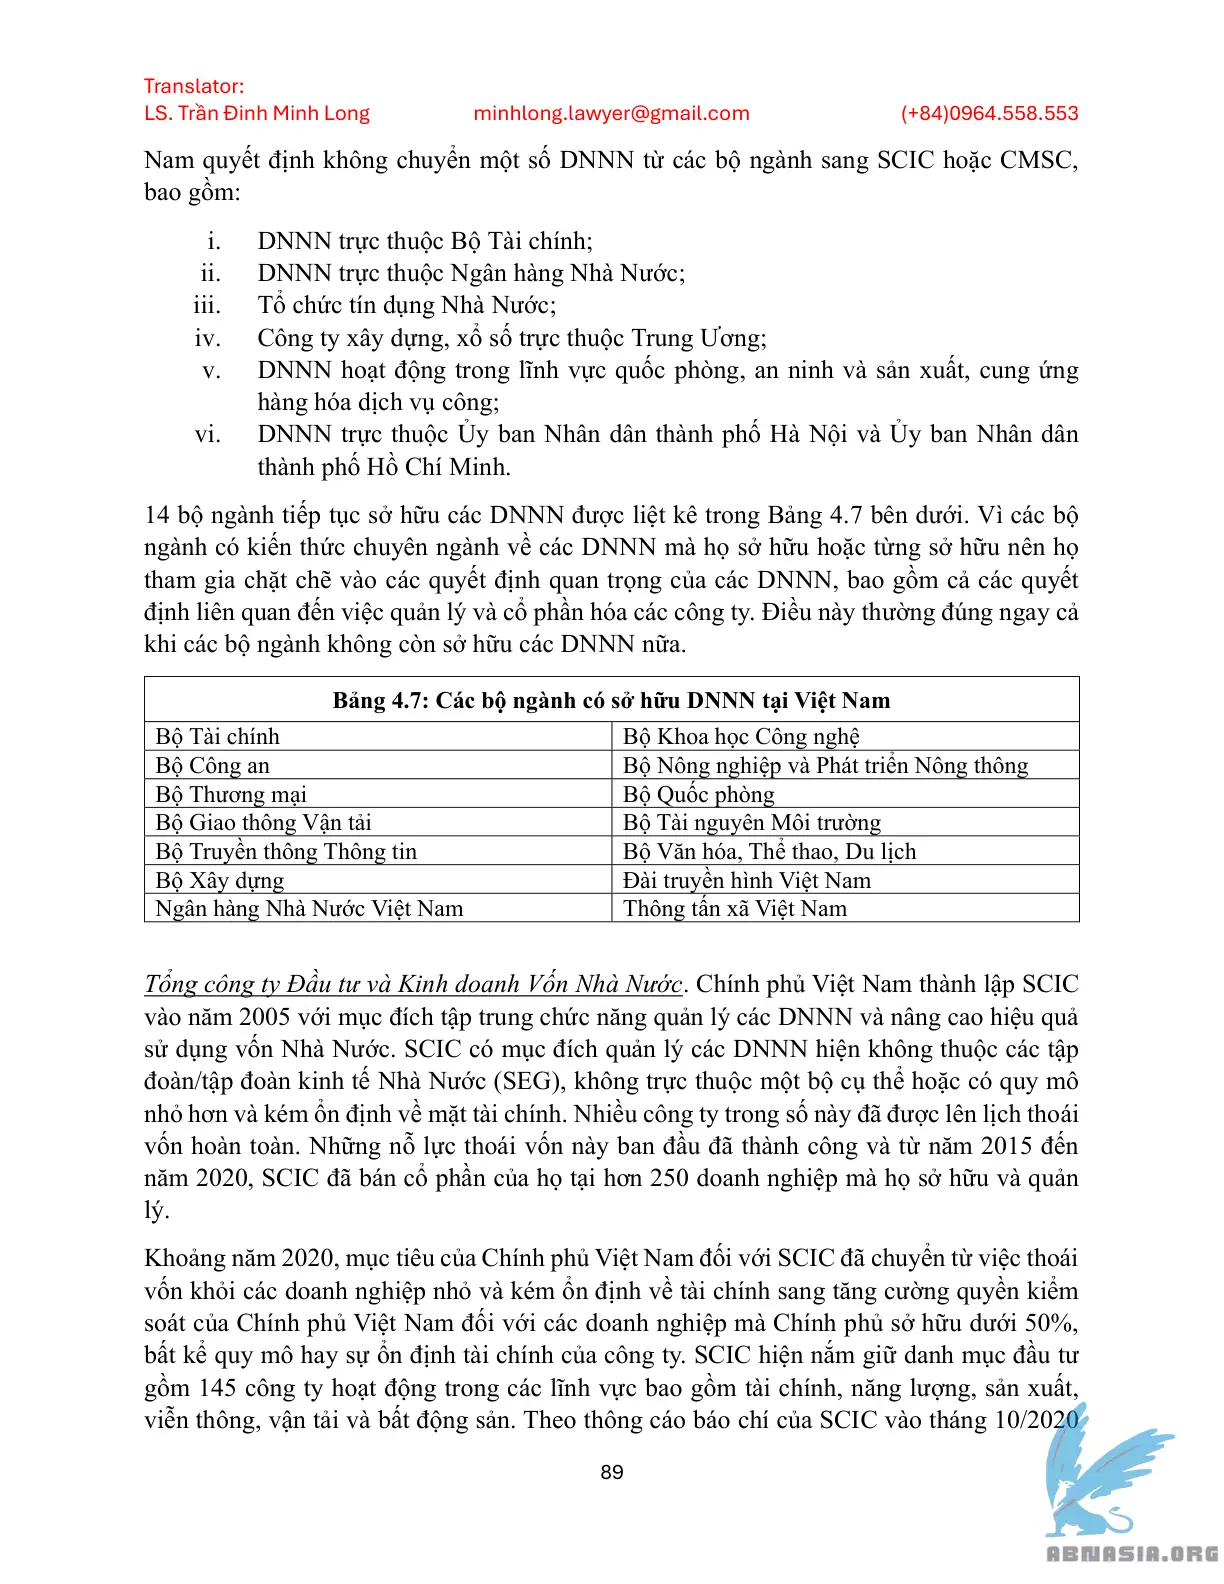 Translator:
LS. Trần Đình Minh Long minhlong.lawyer@gmail.com (+84)0964.558.553
Nam quyết định không chuyển một số DNNN từ các bộ ngành sang SCIC hoặc CMSC,
bao gồm:
i. DNNN trực thuộc Bộ Tài chính;
ii. DNNN trực thuộc Ngân hàng Nhà Nước;
iii. Tổ chức tín dụng Nhà Nước;
iv. Công ty xây dựng, xổ số trực thuộc Trung Ương;
v. DNNN hoạt động trong lĩnh vực quốc phòng, an ninh và sản xuất, cung ứng
hàng hóa dịch vụ công;
vi. DNNN trực thuộc Ủy ban Nhân dân thành phố Hà Nội và Ủy ban Nhân dân
thành phố Hồ Chí Minh.
14 bộ ngành tiếp tục sở hữu các DNNN được liệt kê trong Bảng 4.7 bên dưới. Vì các bộ
ngành có kiến thức chuyên ngành về các DNNN mà họ sở hữu hoặc từng sở hữu nên họ
tham gia chặt chẽ vào các quyết định quan trọng của các DNNN, bao gồm cả các quyết
định liên quan đến việc quản lý và cổ phần hóa các công ty. Điều này thường đúng ngay cả
khi các bộ ngành không còn sở hữu các DNNN nữa.
Bảng 4.7: Các bộ ngành có sở hữu DNNN tại Việt Nam
Bộ Tài chính Bộ Khoa học Công nghệ
Bộ Công an Bộ Nông nghiệp và Phát triển Nông thông
Bộ Thương mại Bộ Quốc phòng
Bộ Giao thông Vận tải Bộ Tài nguyên Môi trường
Bộ Truyền thông Thông tin Bộ Văn hóa, Thể thao, Du lịch
Bộ Xây dựng Đài truyền hình Việt Nam
Ngân hàng Nhà Nước Việt Nam Thông tấn xã Việt Nam
Tổng công ty Đầu tư và Kinh doanh Vốn Nhà Nước. Chính phủ Việt Nam thành lập SCIC
vào năm 2005 với mục đích tập trung chức năng quản lý các DNNN và nâng cao hiệu quả
sử dụng vốn Nhà Nước. SCIC có mục đích quản lý các DNNN hiện không thuộc các tập
đoàn/tập đoàn kinh tế Nhà Nước (SEG), không trực thuộc một bộ cụ thể hoặc có quy mô
nhỏ hơn và kém ổn định về mặt tài chính. Nhiều công ty trong số này đã được lên lịch thoái
vốn hoàn toàn. Những nỗ lực thoái vốn này ban đầu đã thành công và từ năm 2015 đến
năm 2020, SCIC đã bán cổ phần của họ tại hơn 250 doanh nghiệp mà họ sở hữu và quản
lý.
Khoảng năm 2020, mục tiêu của Chính phủ Việt Nam đối với SCIC đã chuyển từ việc thoái
vốn khỏi các doanh nghiệp nhỏ và kém ổn định về tài chính sang tăng cường quyền kiểm
soát của Chính phủ Việt Nam đối với các doanh nghiệp mà Chính phủ sở hữu dưới 50%,
bất kể quy mô hay sự ổn định tài chính của công ty. SCIC hiện nắm giữ danh mục đầu tư
gồm 145 công ty hoạt động trong các lĩnh vực bao gồm tài chính, năng lượng, sản xuất,
viễn thông, vận tải và bất động sản. Theo thông cáo báo chí của SCIC vào tháng 10/2020
89
ABNASIA.ORG